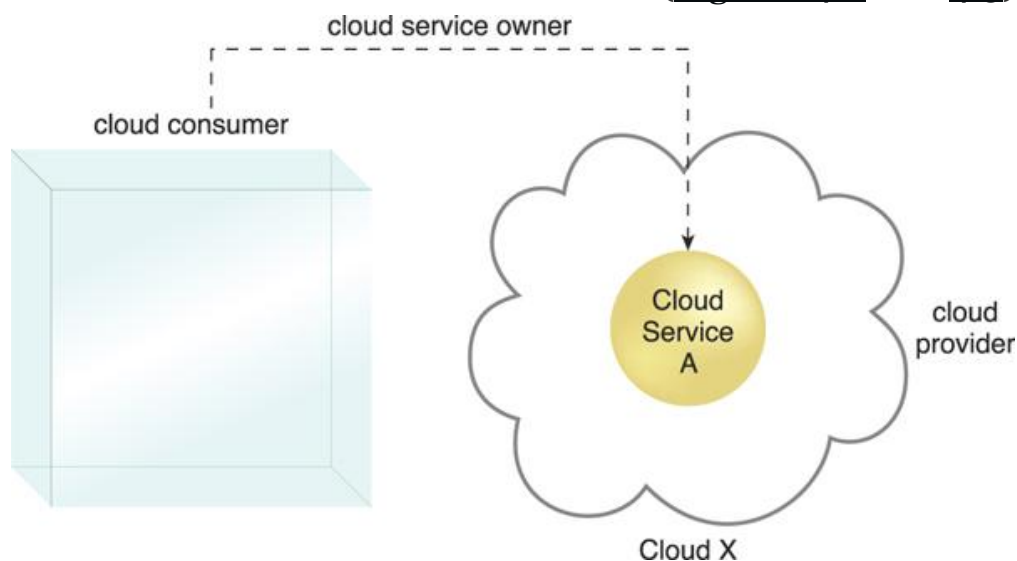 cloud service owner
cloud consumer
Cloud
Service
A
cloud
provider
Cloud X